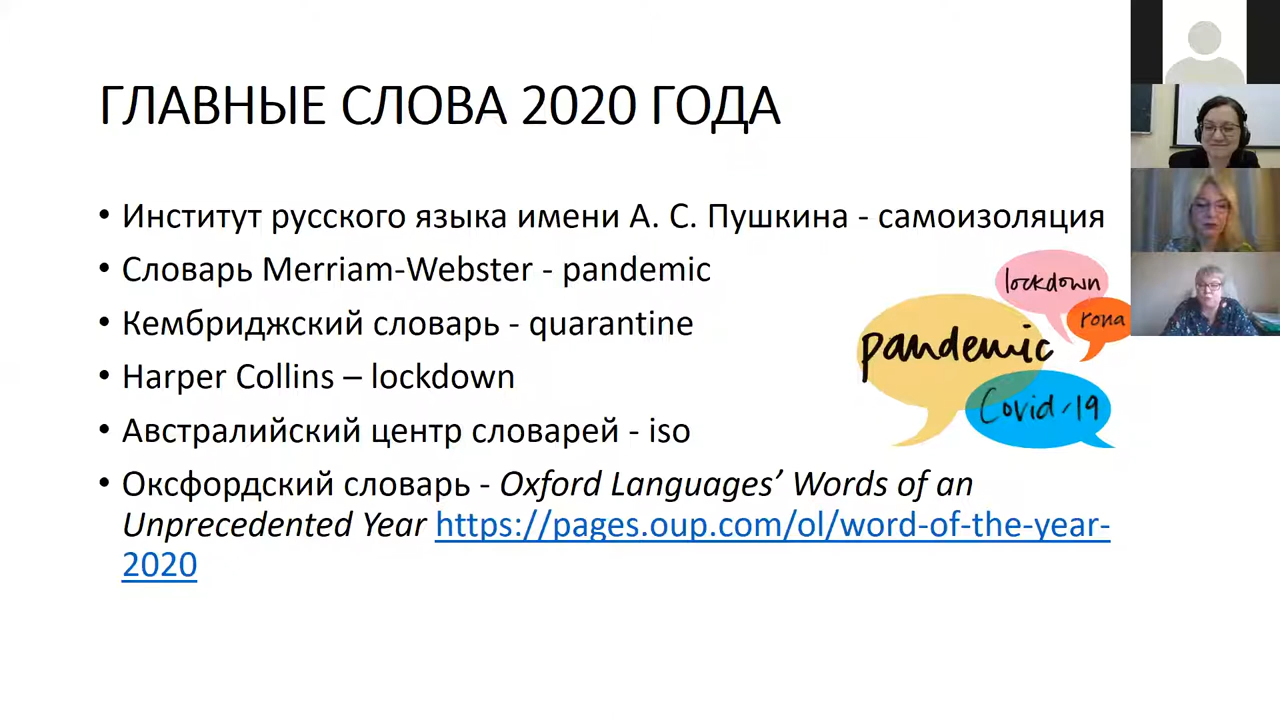 ГЛАВНЫЕ СЛОВА 2020 ГОДА
• Институт русского языка имени А. С. Пушкина - самоизоляция
• Словарь Merriam-Webster - pandemic
• Кембриджский словарь - quarantine
• Harper Collins – lockdown
• Австралийский центр словарей - iso
• Оксфордский словарь - Oxford Languages’ Words of an
Unprecedented Year https://pages.oup.com/ol/word-of-the-year-
2020
lockdown
rona
pandemic
Covid-19